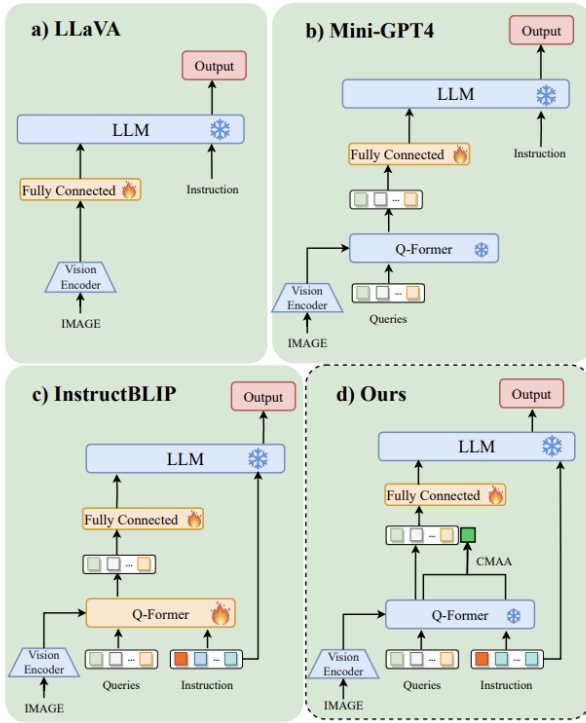 a) LLaVA
Output
LLM
Fully Connected
Instruction
Vision
Encoder
IMAGE
b) Mini-GPT4
Output
LLM
Instruction
Fully Connected
...
Q-Former
Vision
Encoder
...
Queries
IMAGE
c) InstructBLIP
Output
LLM
Fully Connected
...
Q-Former
Vision
Encoder
...
...
IMAGE
Queries
Instruction
d) Ours
Output
LLM
Fully Connected
...
CMAA
Q-Former
Vision
Encoder
...
...
IMAGE
Queries
Instruction